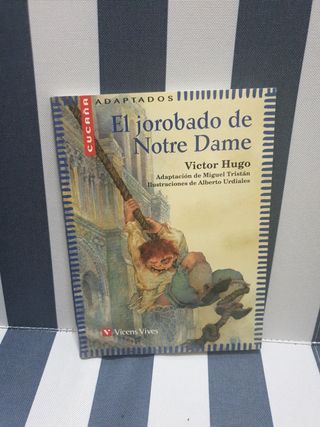 CUCAÑA
ADAPTADOS
El jorobado de
Notre Dame
Victor Hugo
Adaptación de Miguel Tristán
Ilustraciones de Alberto Urdiales
V Vicens Vives